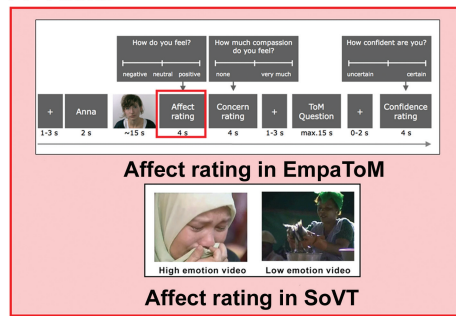 How do you feel?
negative neutral positive
How much compassion
do you feel?
none very much
How confident are you?
uncertain certain
+ Anna Affect rating Concern rating + ToM Question + Confidence rating
1-3 s 2 s ~15 s 4 s 4 s 1-3 s max.15 s 0-2 s 4 s
Affect rating in EmpaToM
High emotion video Low emotion video
Affect rating in SoVT